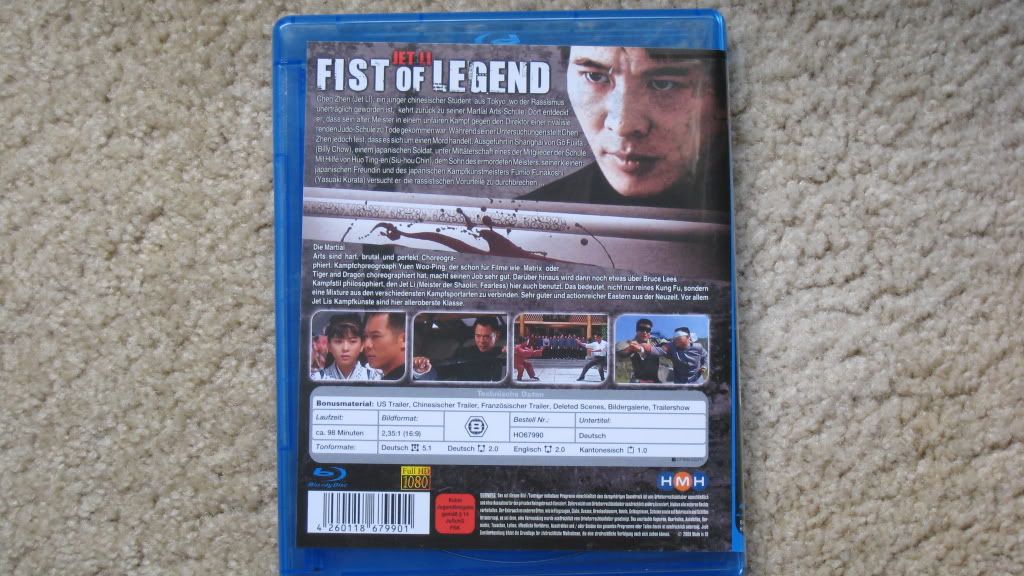 JET LI
FIST OF LEGEND
Chen Zhen (Jet Li), ein junger chinesischer Student aus Tokyo, wo der Rassismus
unerträglich geworden ist, kehrt zurück zu seiner Martial Arts-Schule. Dort entdeckt
er, dass sein alter Meister in einem unfairen Kampf gegen den Direktor einer rivalisie
renden Judo-Schule zu Tode gekommen war. Während seiner Untersuchungen stellt Chen
Zhen jedoch fest, dass es sich um einen Mord handelt. Ausgeführt in Shanghai von Gô Fujita
(Billy Chow), einem japanischen Soldat, unter Mittäterschaft eines der Mitglieder der Schule.
Mit Hilfe von Huo Ting-en (Siu-hou Chin), dem Sohn des ermordeten Meisters, seiner kleinen
japanischen Freundin und des japanischen Kampfkunstmeisters Fumio Funakoshi
(Yasuaki Kurata) versucht er die rassistischen Vorurteile zu durchbrechen ...
Die Martial
Arts sind hart, brutal und perfekt Choreogra-
phiert. Kampfchoreograph Yuen Woo-Ping, der schon für Filme wie Matrix oder
Tiger and Dragon choreographiert hat, macht seinen Job sehr gut. Darüber hinaus wird dann noch etwas über Bruce Lees
Kampfstil philosophiert, den Jet Li (Meister der Shaolin, Fearless) hier auch benutzt. Das bedeutet, nicht nur reines Kung Fu, sondern
eine Mixture aus den verschiedensten Kampfsportarten zu verbinden. Sehr guter und actionreicher Eastern aus der Neuzeit. Vor allem
Jet Lis Kampfkünste sind hier alleroberste Klasse.
Technische Daten
Bonusmaterial: US Trailer, Chinesischer Trailer, Französischer Trailer, Deleted Scenes, Bildergalerie, Trailershow
Laufzeit: Bildformat: Bestell Nr.: Untertitel:
ca. 98 Minuten 2,35:1 (16:9) B HO67990 Deutsch
Tonformate: Deutsch 5.1 Deutsch 2.0 Englisch 2.0 Kantonesisch 1.0
Blu-ray Disc
Full HD
1080
HMH
4 260118 679901
Keine
Jugendfreigabe
gemäß § 14
JuSchG
FSK